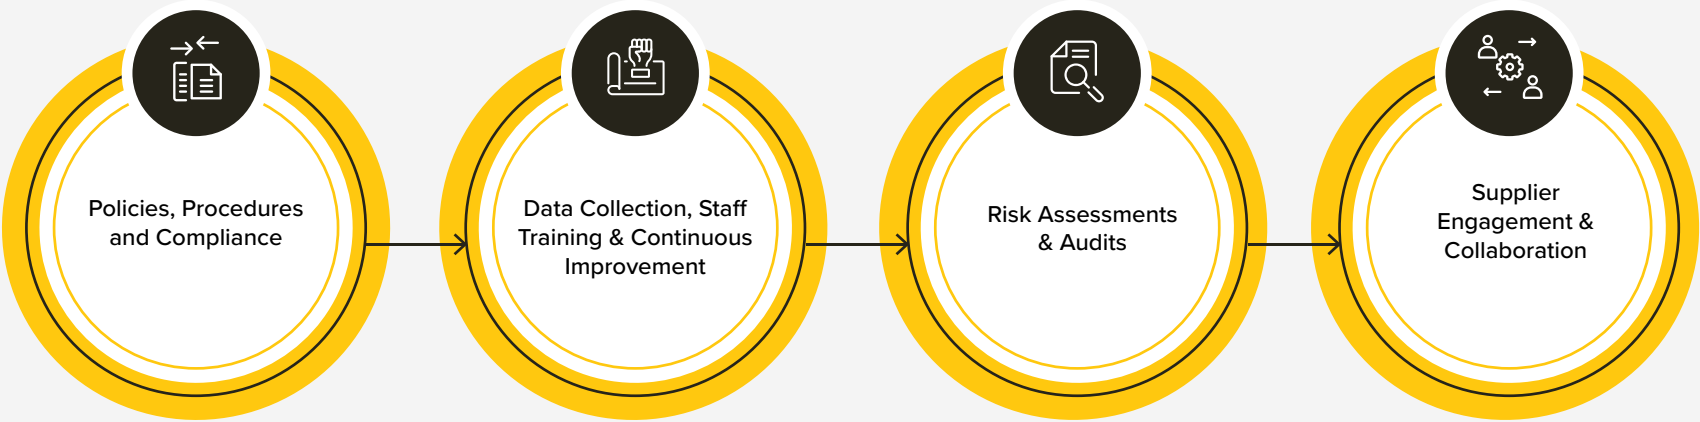 Policies, Procedures
and Compliance
Data Collection, Staff
Training & Continuous
Improvement
Risk Assessments
& Audits
Supplier
Engagement &
Collaboration